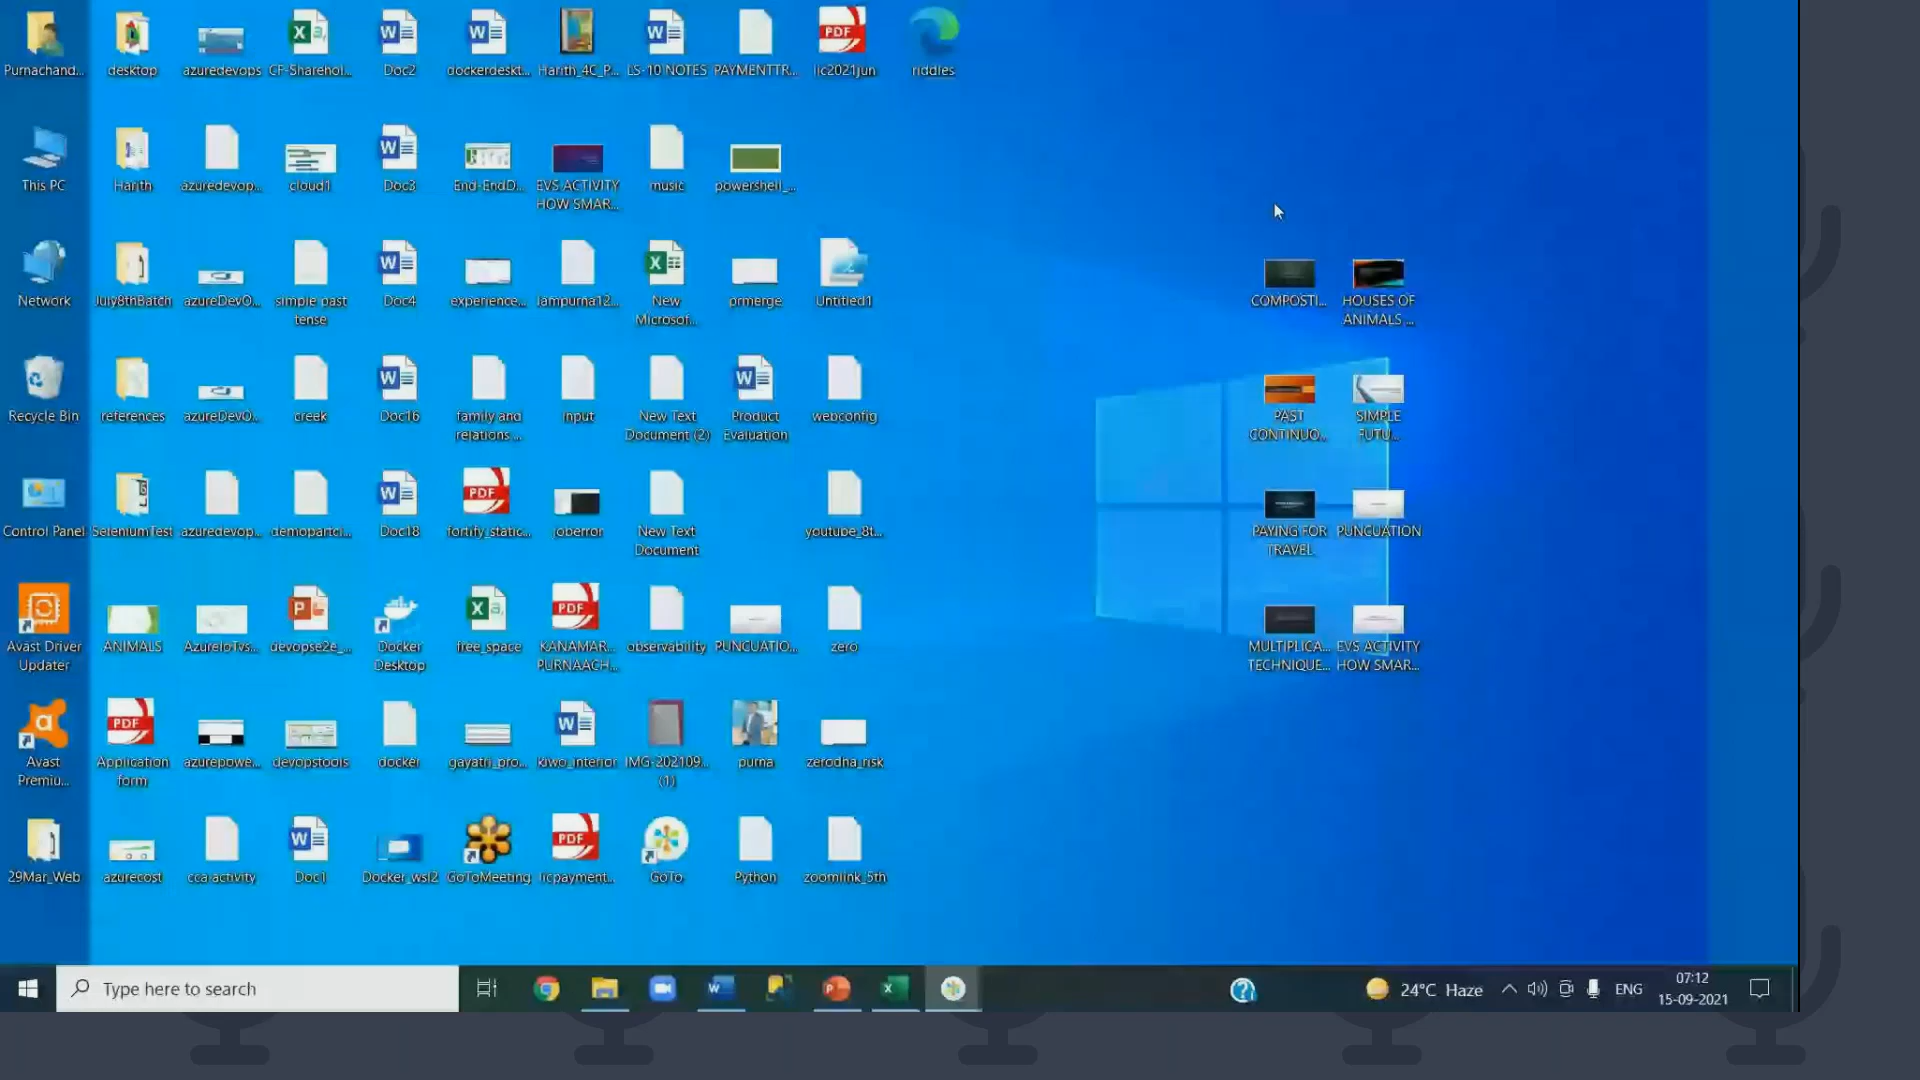 Purnachand...
desktop
azuredevops
CF-Sharehol...
Doc2
dockerdeskt...
Harith_4C_P...
LS-10 NOTES
PAYMENTTR...
lic2021jun
riddles
This PC
Harith
azuredevop...
cloud1
Doc3
End-EndD...
EVS ACTIVITY
HOW SMAR...
music
powershell_...
Network
July8thBatch
azureDevO...
simple past
tense
Doc4
experience...
lampurna12...
New
Microsof...
prmerge
Untitled1
COMPOSTI...
HOUSES OF
ANIMALS ...
Recycle Bin
references
azureDevO...
creek
Doc16
family and
relations ...
input
New Text
Document (2)
Product
Evaluation
webconfig
PAST
CONTINUO...
SIMPLE
FUTU...
Control Panel
SeleniumTest
azuredevop...
demopartci...
Doc18
fortify_static...
joberror
New Text
Document
youtube_8t...
PAYING FOR
TRAVEL
PUNCUATION
Avast Driver
Updater
ANIMALS
AzureIoTvs...
devopse2e_...
Docker
Desktop
free_space
KANAMAR...
PURNAACH...
observability
PUNCUATIO...
zero
MULTIPLICA...
TECHNIQUE...
EVS ACTIVITY
HOW SMAR...
Avast
Premiu...
Application
form
azurepowe...
devopstools
docker
gayatri_pro...
kiwo_interior
IMG-202109...
(1)
purna
zerodha_risk
29Mar_Web
azurecost
cca activity
Doc1
Docker_wsl2
GoToMeeting
licpayment...
GoTo
Python
zoomlink_5th
Type here to search
24°C Haze
ENG
07:12
15-09-2021